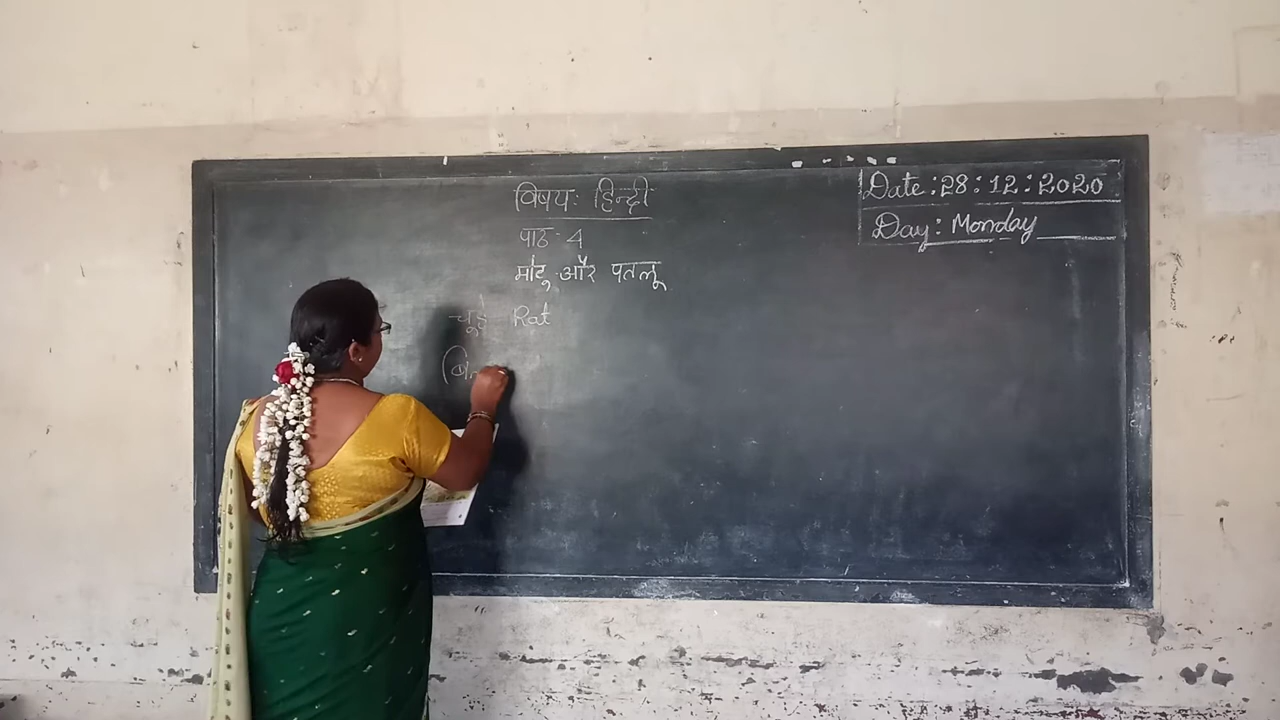 विषयः हिन्दी
पाठ - 4
मोटू और पतलू
चूहे - Rat
Date : 28 : 12 : 2020
Day : Monday